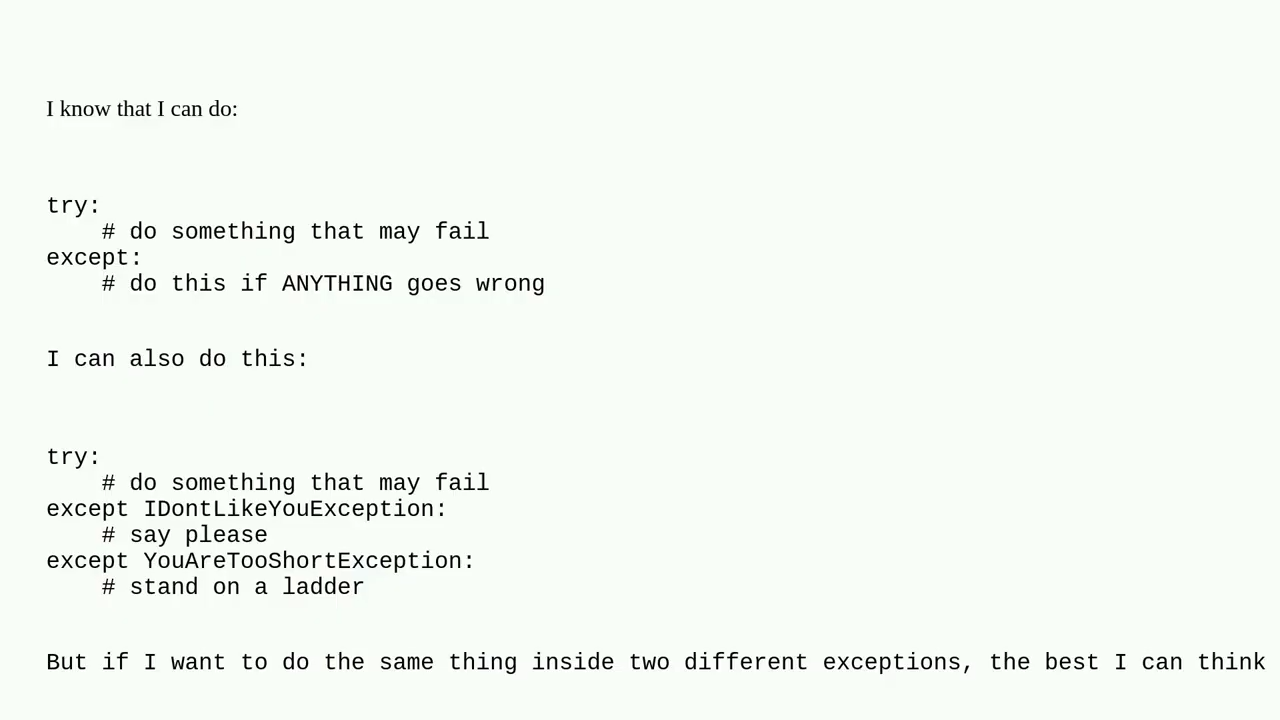 I know that I can do:
try:
    # do something that may fail
except:
    # do this if ANYTHING goes wrong
I can also do this:
try:
    # do something that may fail
except IDontLikeYouException:
    # say please
except YouAreTooShortException:
    # stand on a ladder
But if I want to do the same thing inside two different exceptions, the best I can think